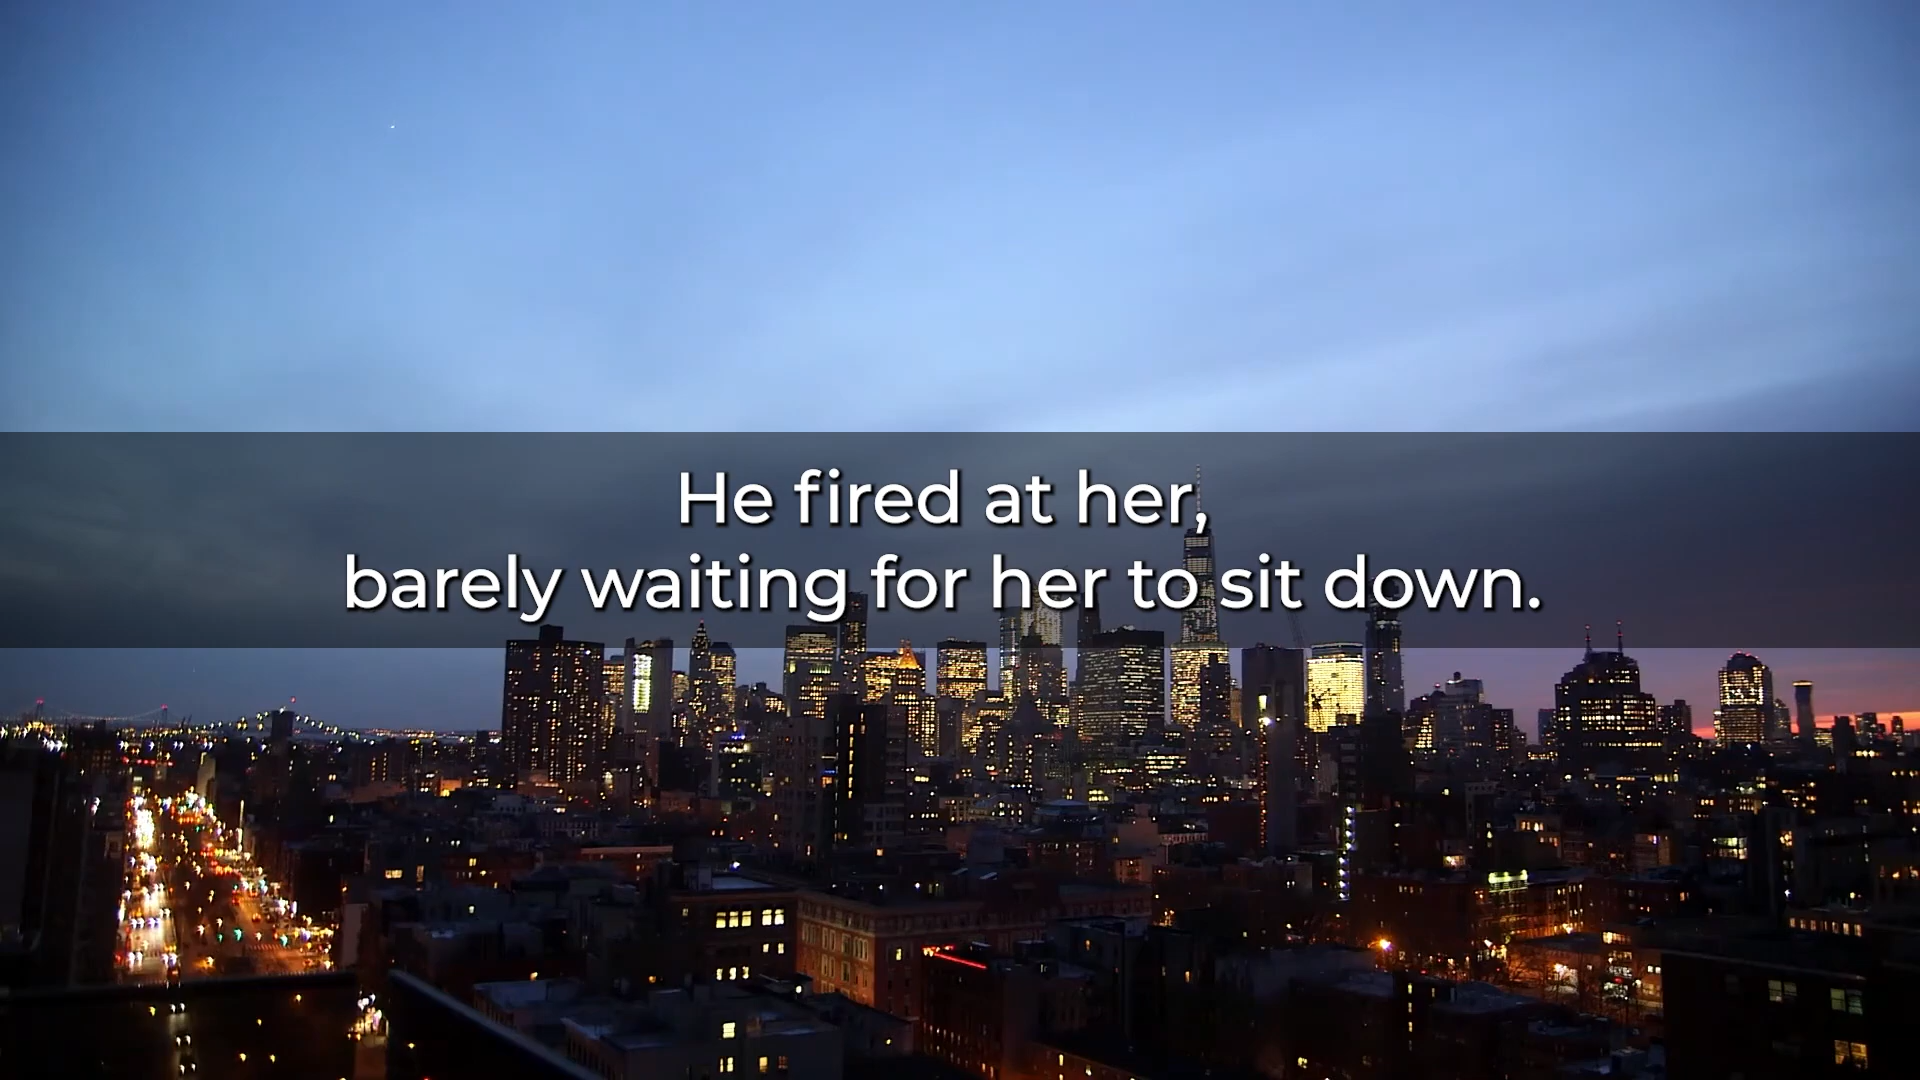 He fired at her,
barely waiting for her to sit down.